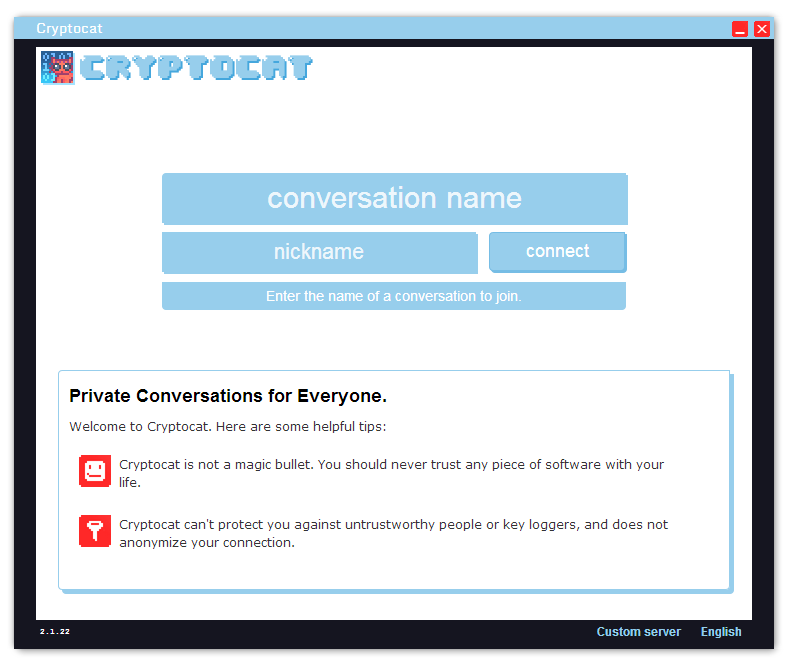 Cryptocat
CRYPTOCAT
conversation name
nickname
connect
Enter the name of a conversation to join.
Private Conversations for Everyone.
Welcome to Cryptocat. Here are some helpful tips:
Cryptocat is not a magic bullet. You should never trust any piece of software with your
life.
Cryptocat can't protect you against untrustworthy people or key loggers, and does not
anonymize your connection.
2.1.22
Custom server
English